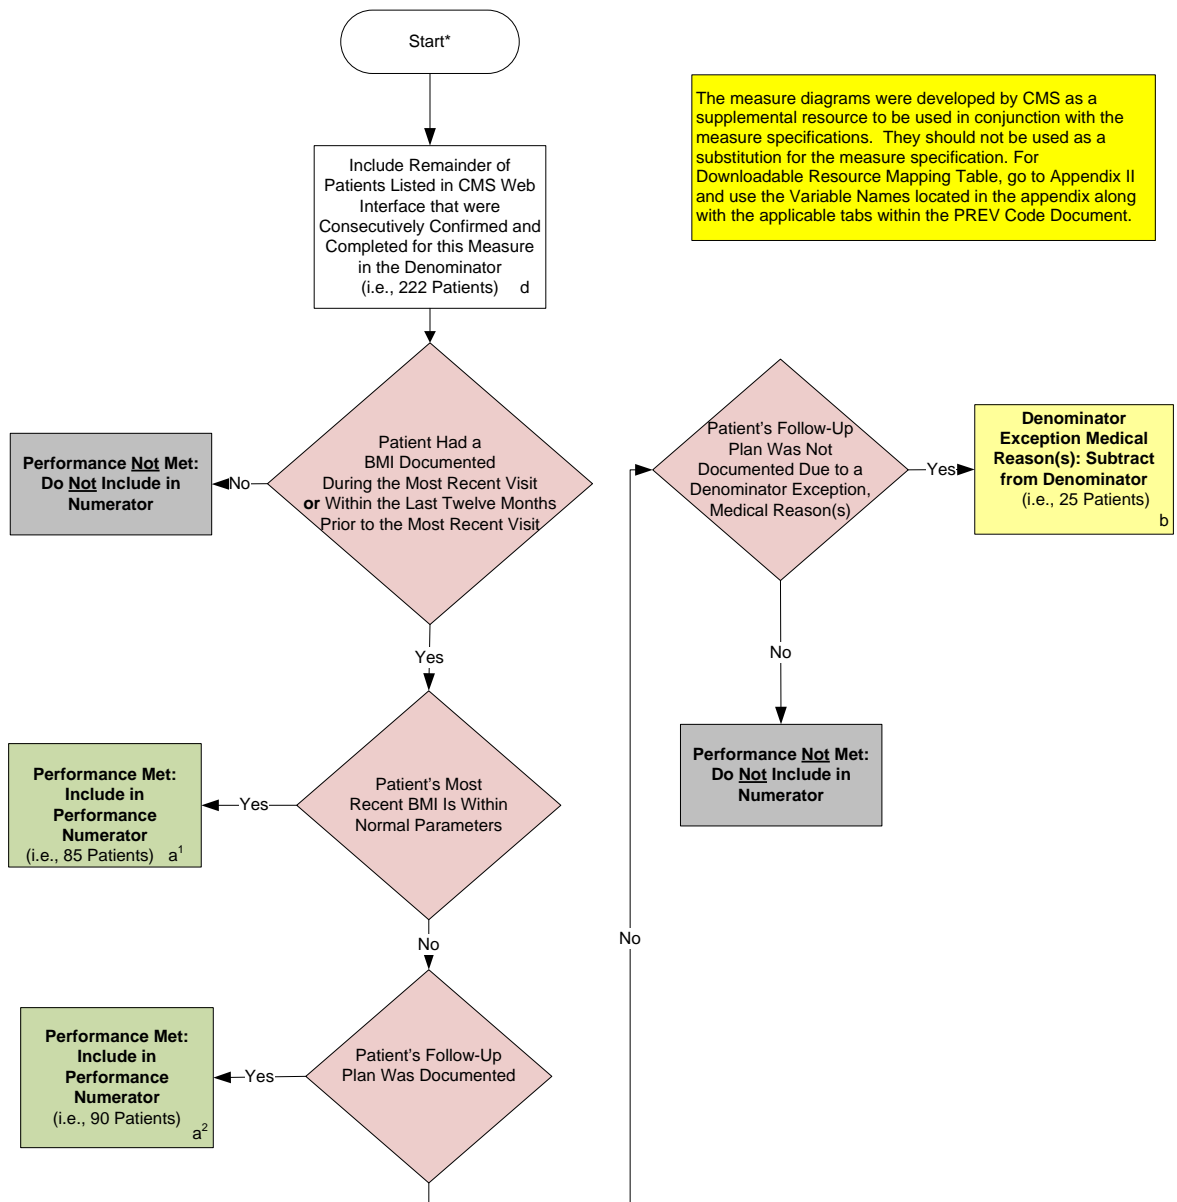 Start*
The measure diagrams were developed by CMS as a
supplemental resource to be used in conjunction with the
measure specifications.  They should not be used as a
substitution for the measure specification. For
Downloadable Resource Mapping Table, go to Appendix II
and use the Variable Names located in the appendix along
with the applicable tabs within the PREV Code Document.
Include Remainder of
Patients Listed in CMS Web
Interface that were
Consecutively Confirmed and
Completed for this Measure
in the Denominator
(i.e., 222 Patients) d
Patient Had a
BMI Documented
During the Most Recent Visit
or Within the Last Twelve Months
Prior to the Most Recent Visit
No
Performance Not Met:
Do Not Include in
Numerator
Yes
Patient's Most
Recent BMI Is Within
Normal Parameters
Yes
Performance Met:
Include in
Performance
Numerator
(i.e., 85 Patients) a¹
No
Patient's Follow-Up
Plan Was Documented
Yes
Performance Met:
Include in
Performance
Numerator
(i.e., 90 Patients)
a²
No
Patient's Follow-Up
Plan Was Not
Documented Due to a
Denominator Exception,
Medical Reason(s)
Yes
Denominator
Exception Medical
Reason(s): Subtract
from Denominator
(i.e., 25 Patients)
b
No
Performance Not Met:
Do Not Include in
Numerator